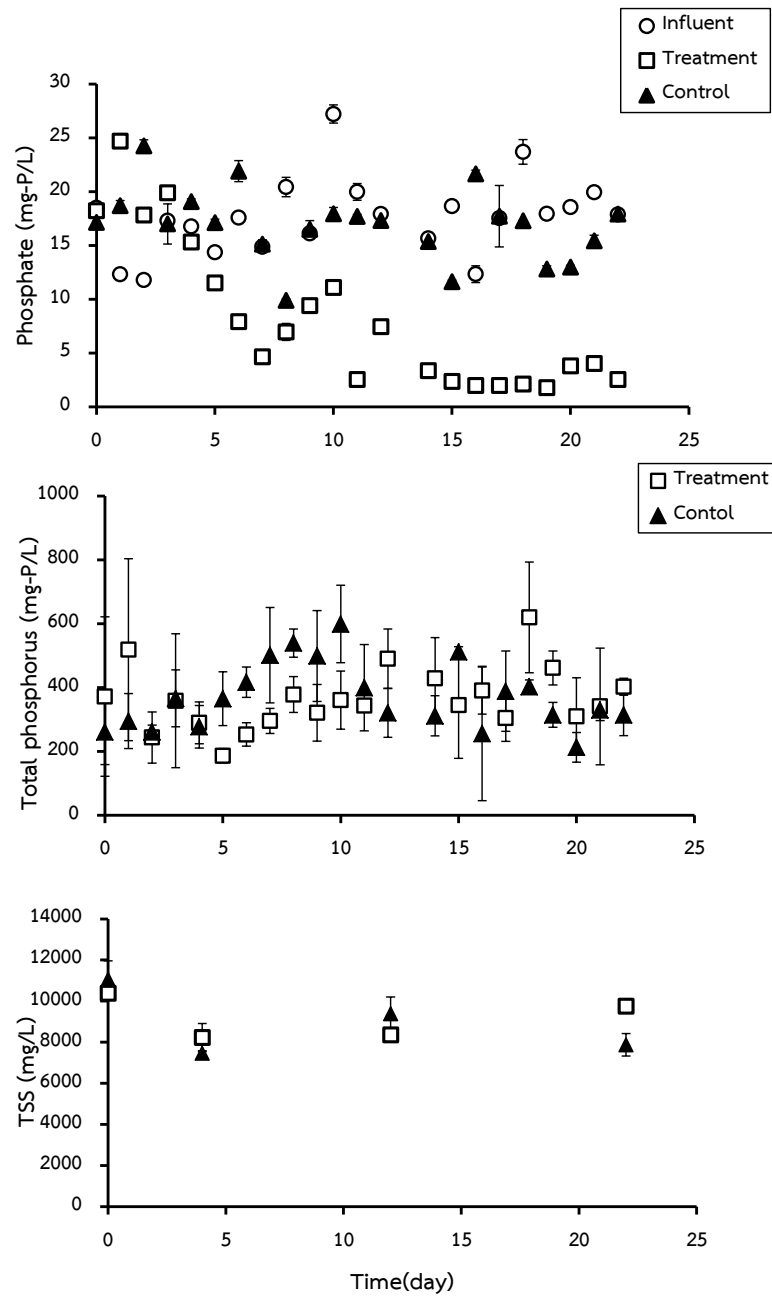 Influent
Treatment
Control
Phosphate (mg-P/L)
30
25
20
15
10
5
0
0 5 10 15 20 25
Treatment
Contol
Total phosphorus (mg-P/L)
1000
800
600
400
200
0
0 5 10 15 20 25
TSS (mg/L)
14000
12000
10000
8000
6000
4000
2000
0
0 5 10 15 20 25
Time(day)